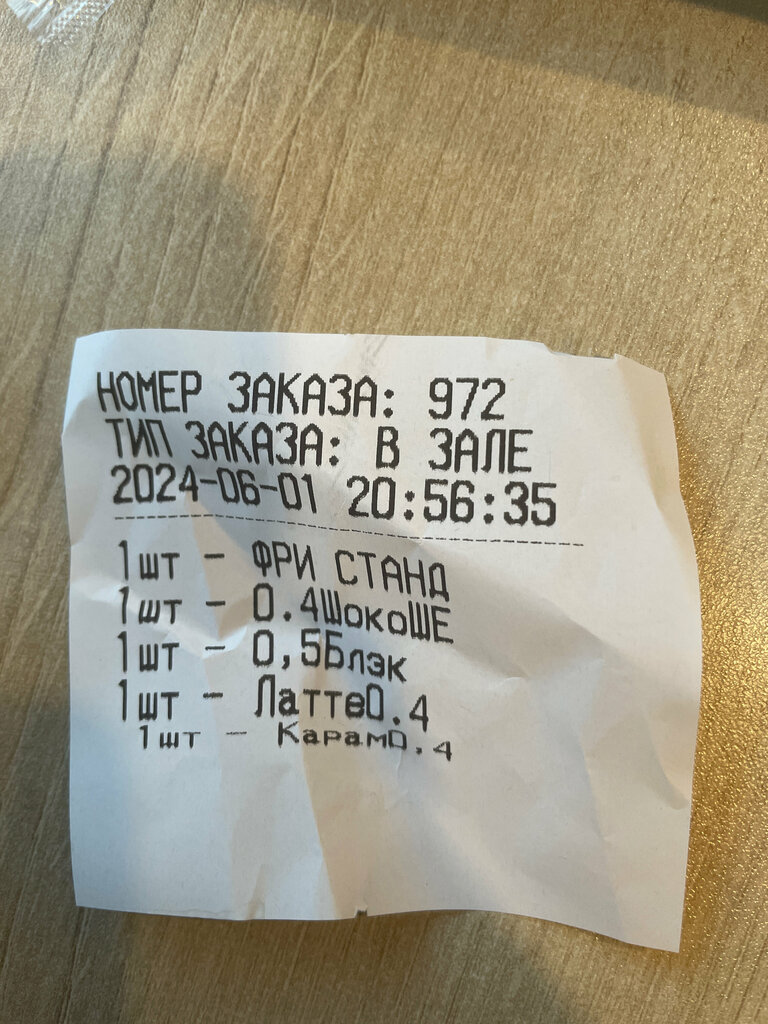 НОМЕР ЗАКАЗА: 972
ТИП ЗАКАЗА: В ЗАЛЕ
2024-06-01 20:56:35
1шт - ФРИ СТАНД
1шт - 0.4ШокоШЕ
1шт - 0,5Блэк
1шт - Латте0.4
1шт - Карам0.4